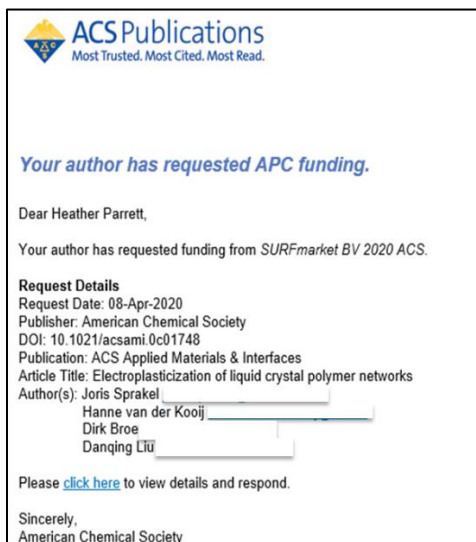 ACS Publications
Most Trusted. Most Cited. Most Read.
Your author has requested APC funding.
Dear Heather Parrett,
Your author has requested funding from SURFmarket BV 2020 ACS.
Request Details
Request Date: 08-Apr-2020
Publisher: American Chemical Society
DOI: 10.1021/acsami.0c01748
Publication: ACS Applied Materials & Interfaces
Article Title: Electroplasticization of liquid crystal polymer networks
Author(s): Joris Sprakel
Hanne van der Kooij
Dirk Broe
Danqing Liu
Please click here to view details and respond.
Sincerely,
American Chemical Society